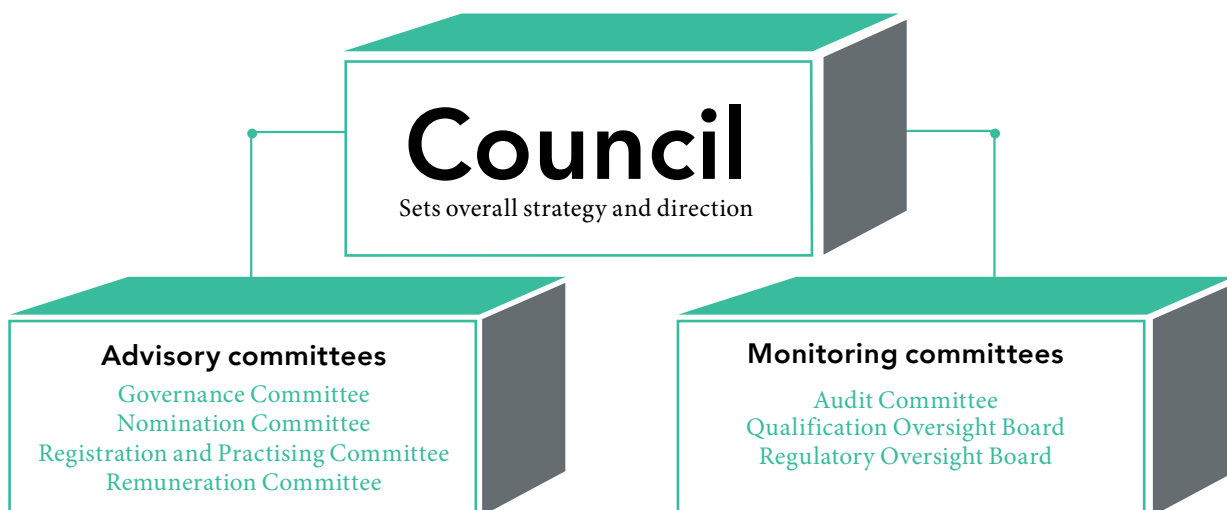 Council
Sets overall strategy and direction
Advisory committees
Governance Committee
Nomination Committee
Registration and Practising Committee
Remuneration Committee
Monitoring committees
Audit Committee
Qualification Oversight Board
Regulatory Oversight Board